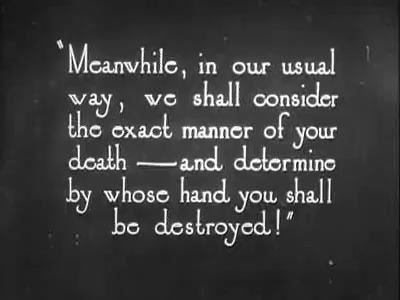 "Meanwhile, in our usual
way, we shall consider
the exact manner of your
death — and determine
by whose hand you shall
be destroyed!"